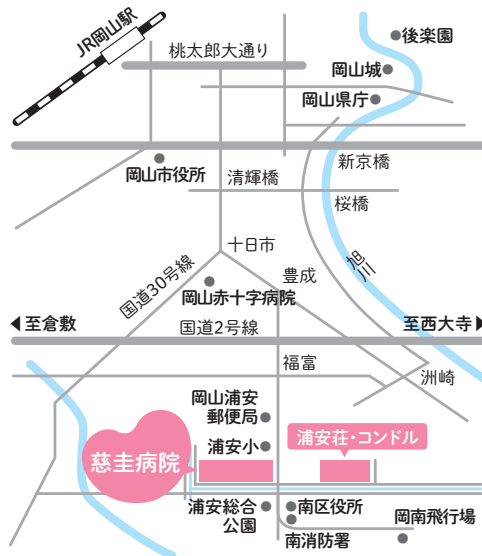 JR岡山駅
桃太郎大通り
後楽園
岡山城
岡山県庁
新京橋
岡山市役所
清輝橋
桜橋
十日市
旭川
豊成
国道30号線
岡山赤十字病院
至倉敷
国道2号線
至西大寺
福富
洲崎
岡山浦安
郵便局
浦安小
浦安荘・コンドル
慈圭病院
浦安総合
公園
南区役所
岡南飛行場
南消防署